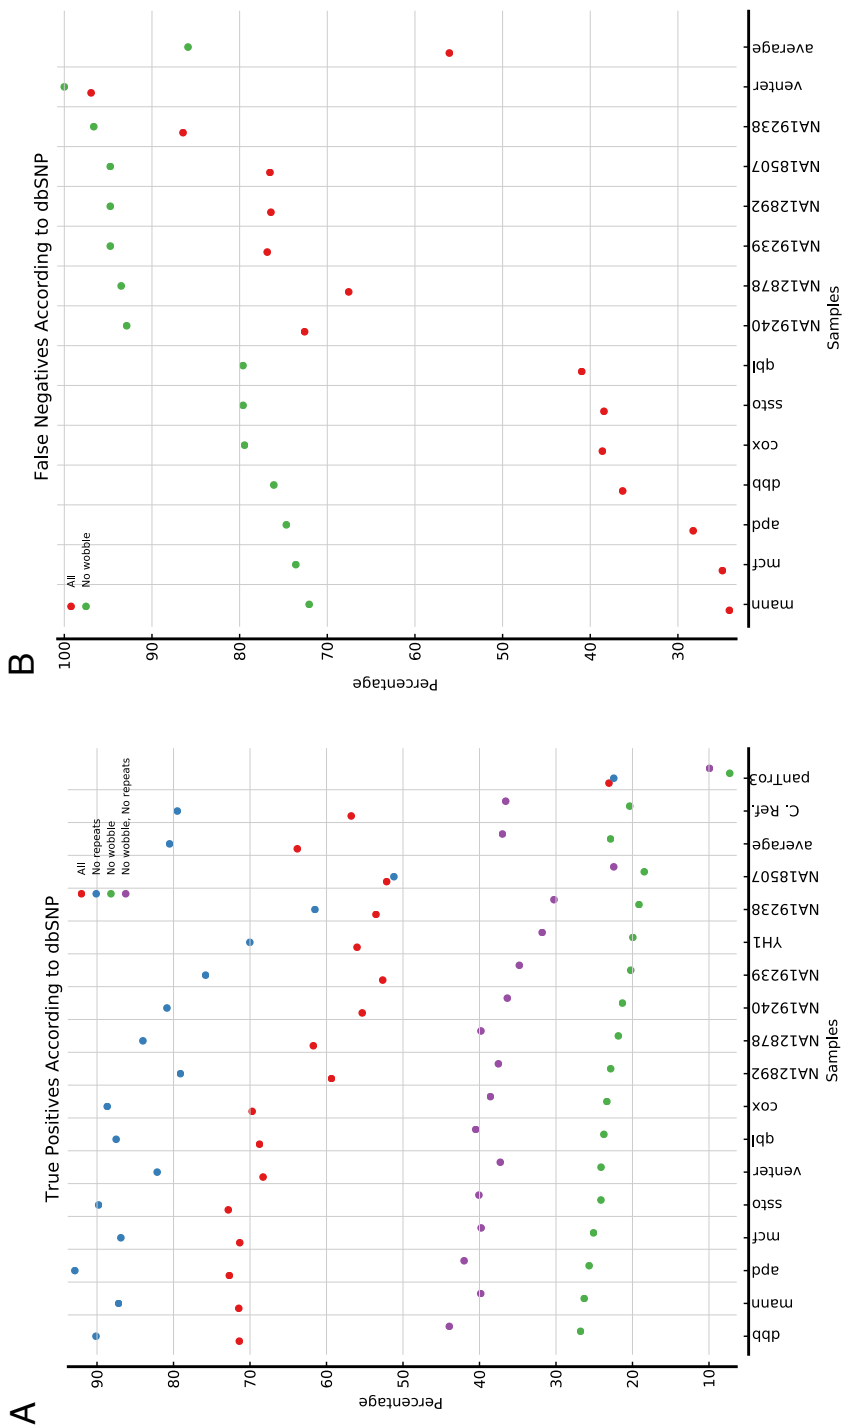 A
True Positives According to dbSNP
All
No repeats
No wobble
No wobble, No repeats
Percentage
90
80
70
60
50
40
30
20
10
dbb
mann
apd
mcf
ssto
venter
qbl
cox
NA12892
NA12878
NA19240
NA19239
YH1
NA19238
NA18507
average
C. Ref.
panTro3
Samples
B
False Negatives According to dbSNP
All
No wobble
Percentage
100
90
80
70
60
50
40
30
mann
mcf
apd
dbb
cox
ssto
qbl
NA19240
NA12878
NA19239
NA12892
NA18507
NA19238
venter
average
Samples